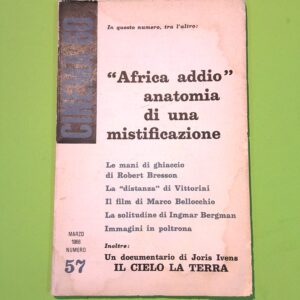 In questo numero, tra l'altro:
"Africa addio"
anatomia
di una
mistificazione
Le mani di ghiaccio
di Robert Bresson
La "distanza" di Vittorini
Il film di Marco Bellocchio
La solitudine di Ingmar Bergman
Immagini in poltrona
Inoltre:
Un documentario di Joris Ivens
IL CIELO LA TERRA
MARZO
1966
NUMERO
57